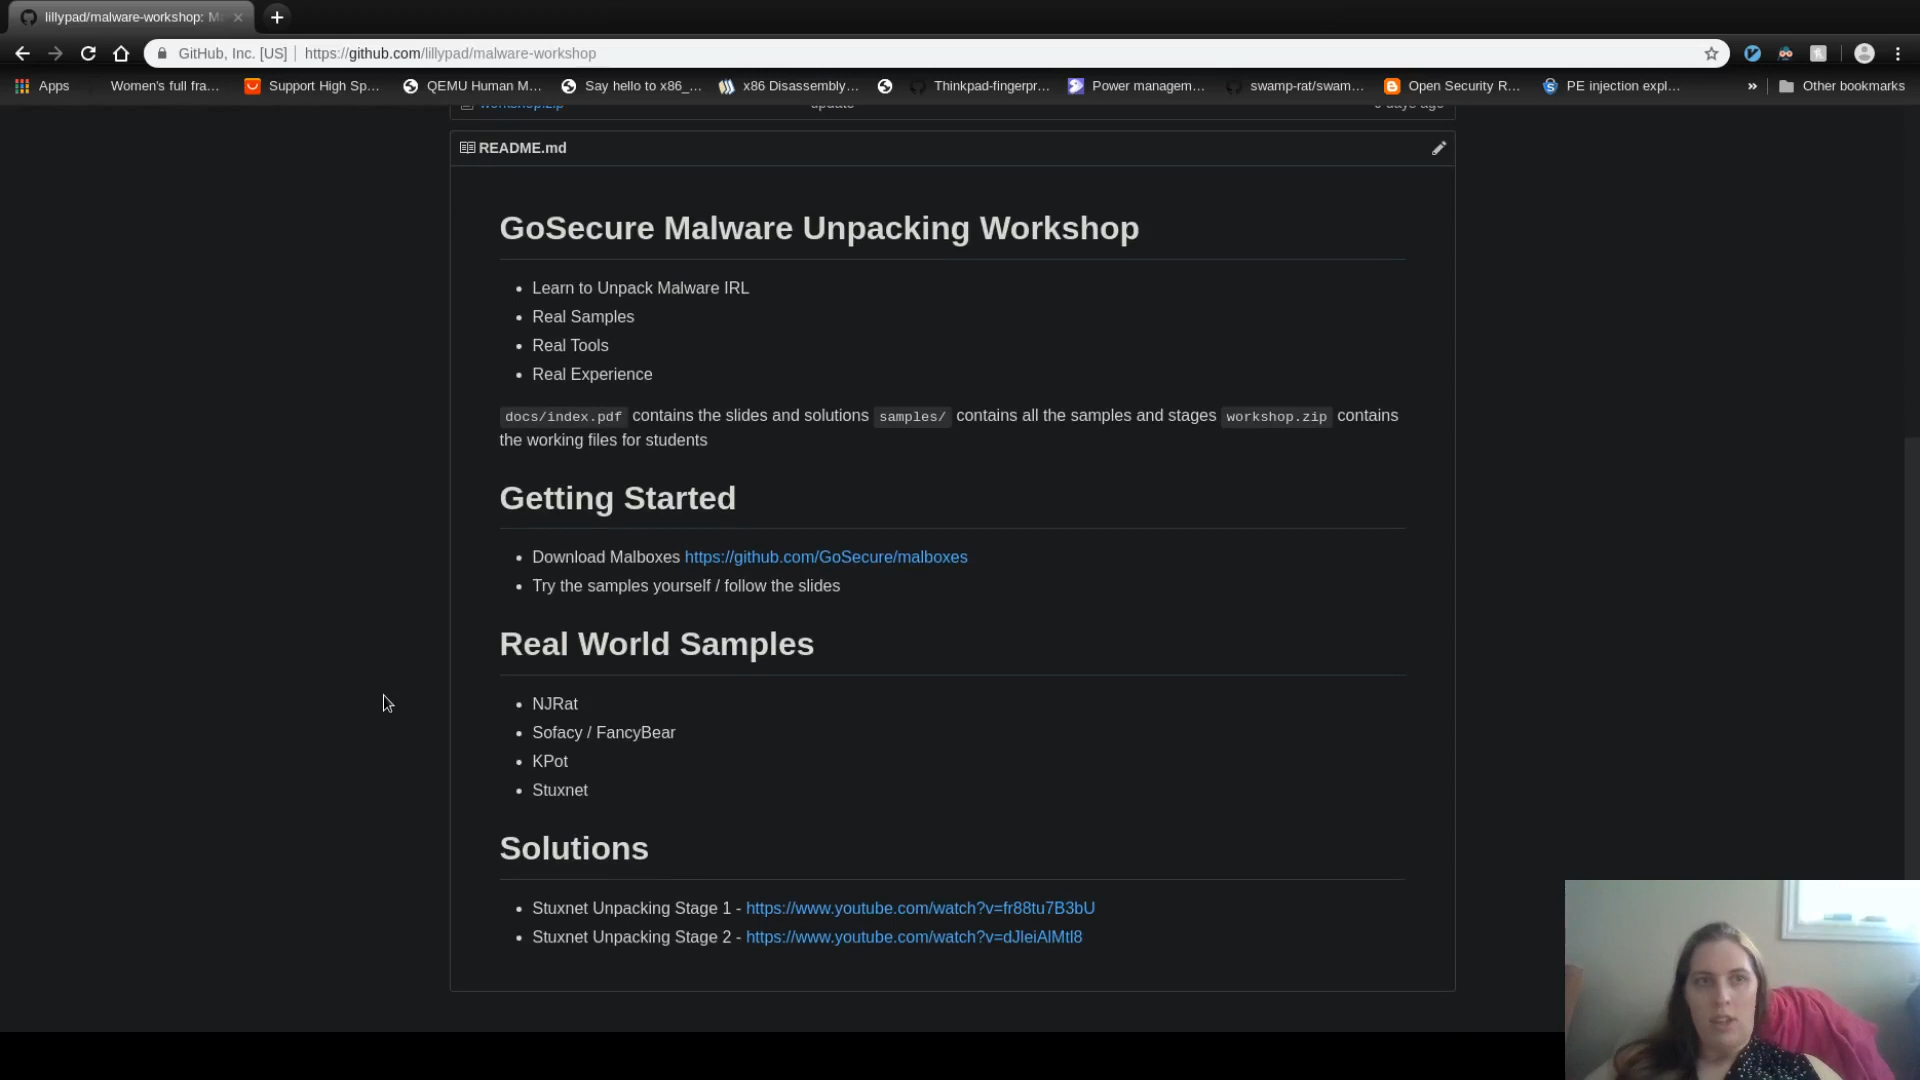 lillypad/malware-workshop: M
GitHub, Inc. [US] | https://github.com/lillypad/malware-workshop
Apps Women's full fra... Support High Sp... QEMU Human M... Say hello to x86_... x86 Disassembly... Thinkpad-fingerpr... Power managem... swamp-rat/swam... Open Security R... PE injection expl... » Other bookmarks
workshop.zip update days ago
README.md
GoSecure Malware Unpacking Workshop
Learn to Unpack Malware IRL
Real Samples
Real Tools
Real Experience
docs/index.pdf contains the slides and solutions samples/ contains all the samples and stages workshop.zip contains
the working files for students
Getting Started
Download Malboxes https://github.com/GoSecure/malboxes
Try the samples yourself / follow the slides
Real World Samples
NJRat
Sofacy / FancyBear
KPot
Stuxnet
Solutions
Stuxnet Unpacking Stage 1 - https://www.youtube.com/watch?v=fr88tu7B3bU
Stuxnet Unpacking Stage 2 - https://www.youtube.com/watch?v=dJleiAlMtl8